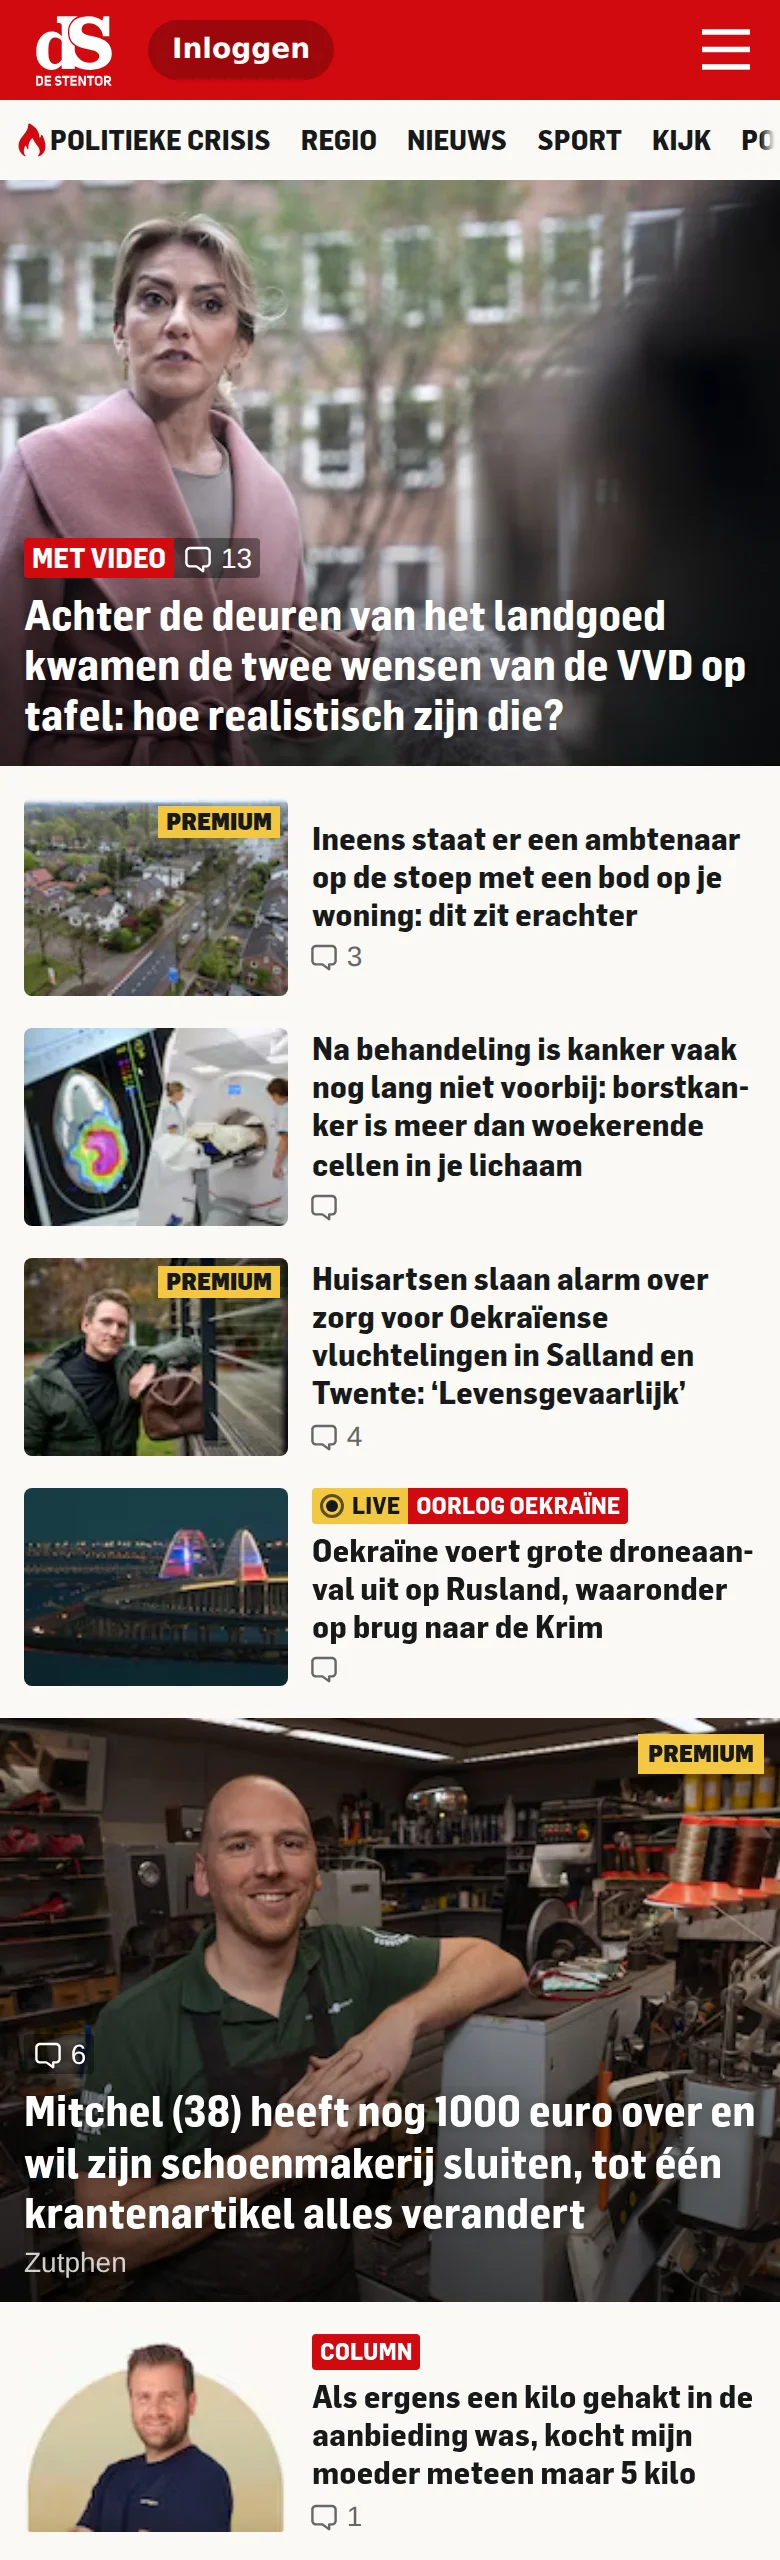 dS
DE STENTOR
Inloggen
POLITIEKE CRISIS REGIO NIEUWS SPORT KIJK PO
MET VIDEO 13
Achter de deuren van het landgoed
kwamen de twee wensen van de VVD op
tafel: hoe realistisch zijn die?
PREMIUM
Ineens staat er een ambtenaar
op de stoep met een bod op je
woning: dit zit erachter
3
Na behandeling is kanker vaak
nog lang niet voorbij: borstkan-
ker is meer dan woekerende
cellen in je lichaam
PREMIUM
Huisartsen slaan alarm over
zorg voor Oekraïense
vluchtelingen in Salland en
Twente: ‘Levensgevaarlijk’
4
LIVE OORLOG OEKRAÏNE
Oekraïne voert grote droneaan-
val uit op Rusland, waaronder
op brug naar de Krim
PREMIUM
6
Mitchel (38) heeft nog 1000 euro over en
wil zijn schoenmakerij sluiten, tot één
krantenartikel alles verandert
Zutphen
COLUMN
Als ergens een kilo gehakt in de
aanbieding was, kocht mijn
moeder meteen maar 5 kilo
1